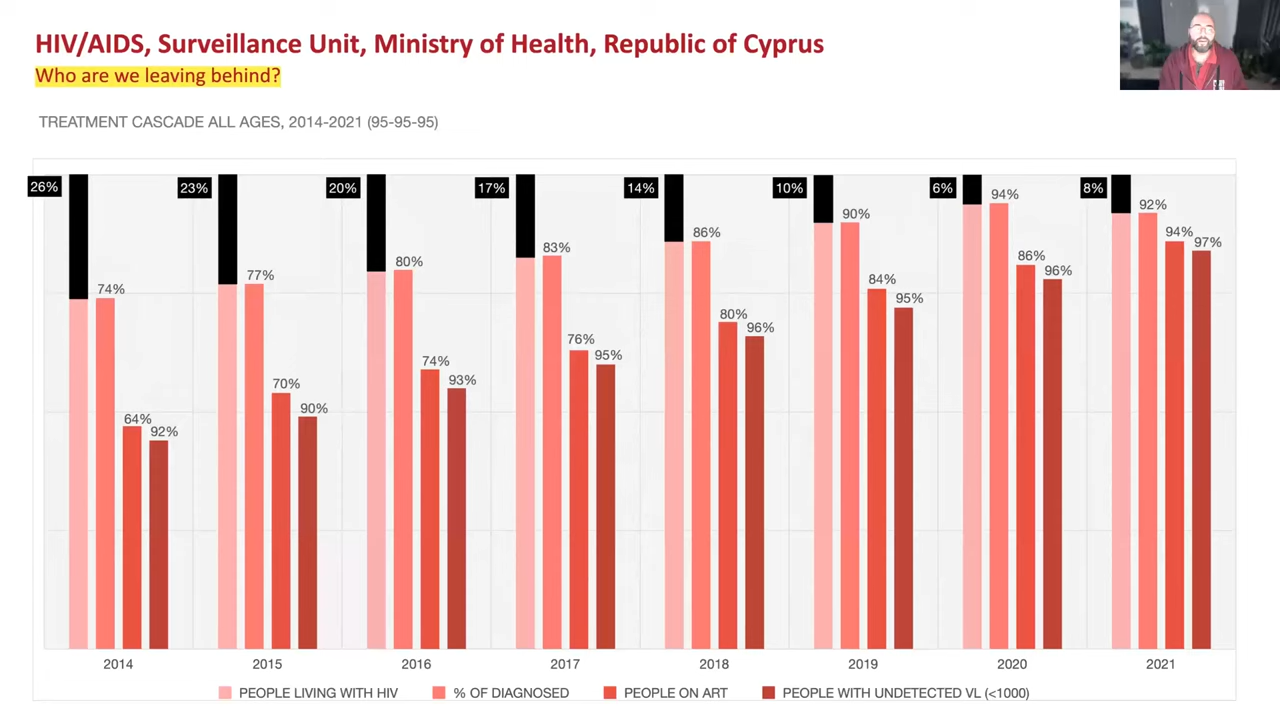 HIV/AIDS, Surveillance Unit, Ministry of Health, Republic of Cyprus
Who are we leaving behind?
TREATMENT CASCADE ALL AGES, 2014-2021 (95-95-95)
26% 23% 20% 17% 14% 10% 6% 8%
74% 64% 92%
77% 70% 90%
80% 74% 93%
83% 76% 95%
86% 80% 96%
90% 84% 95%
94% 86% 96%
92% 94% 97%
2014 2015 2016 2017 2018 2019 2020 2021
PEOPLE LIVING WITH HIV % OF DIAGNOSED PEOPLE ON ART PEOPLE WITH UNDETECTED VL (<1000)